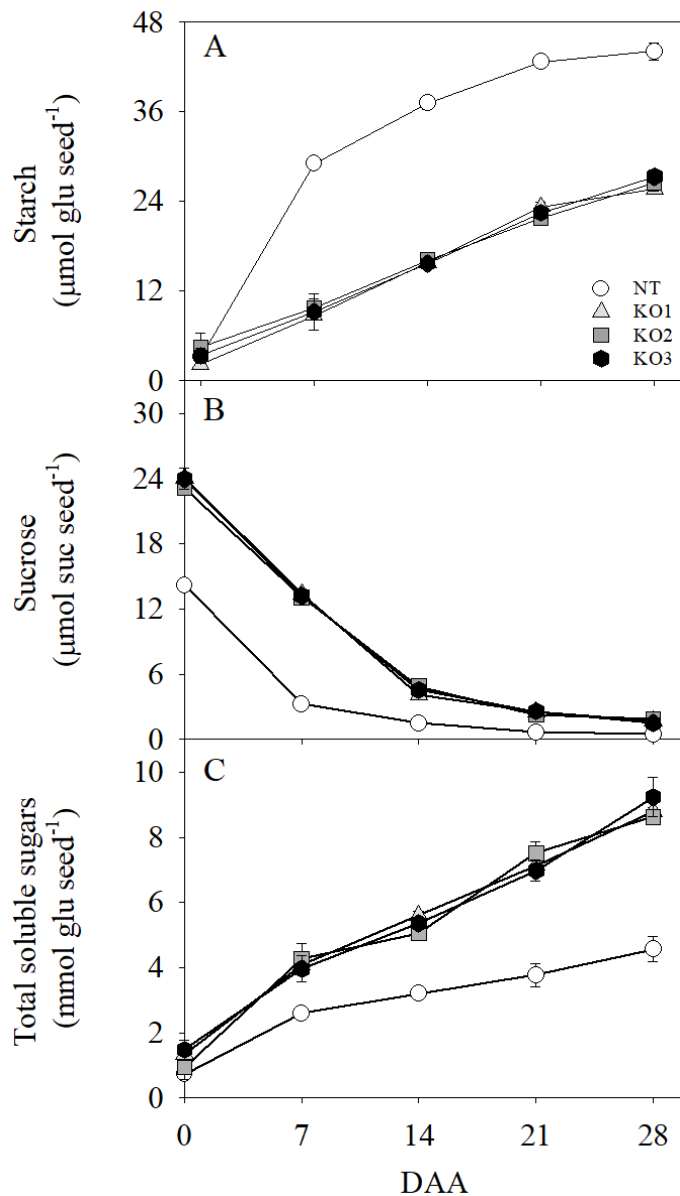 A
48
36
24
12
0
Starch
(µmol glu seed-1)
NT
KO1
KO2
KO3
B
30
24
18
12
6
0
Sucrose
(µmol suc seed-1)
C
10
8
6
4
2
0
Total soluble sugars
(mmol glu seed-1)
0 7 14 21 28
DAA